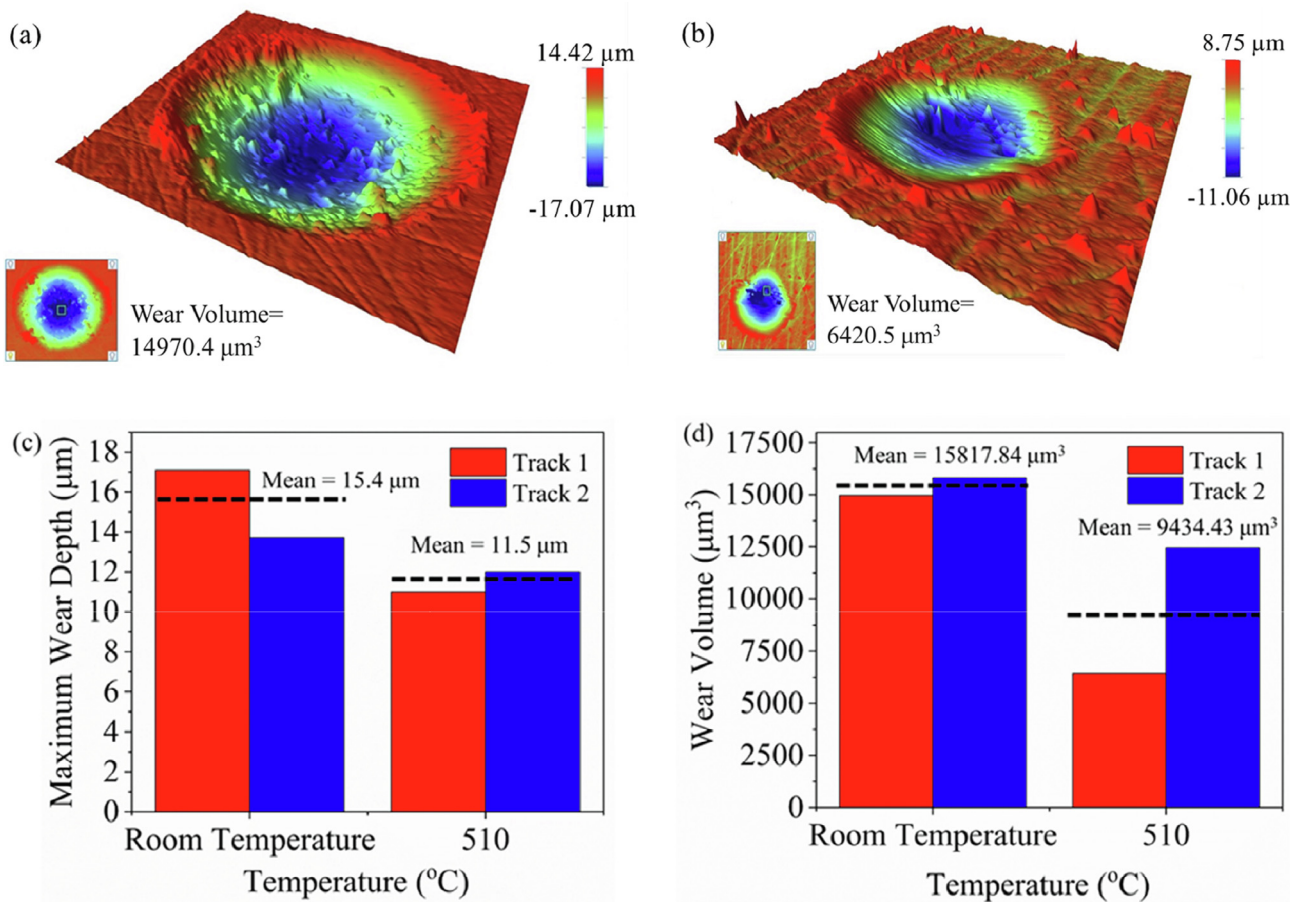 (a)
14.42 µm
-17.07 µm
Wear Volume=
14970.4 µm³
(b)
8.75 µm
-11.06 µm
Wear Volume=
6420.5 µm³
(c)
Maximum Wear Depth (µm)
18
16
14
12
10
8
6
4
2
0
Mean = 15.4 µm
Track 1
Track 2
Mean = 11.5 µm
Room Temperature
510
Temperature (°C)
(d)
Wear Volume (µm³)
17500
15000
12500
10000
7500
5000
2500
0
Mean = 15817.84 µm³
Track 1
Track 2
Mean = 9434.43 µm³
Room Temperature
510
Temperature (°C)